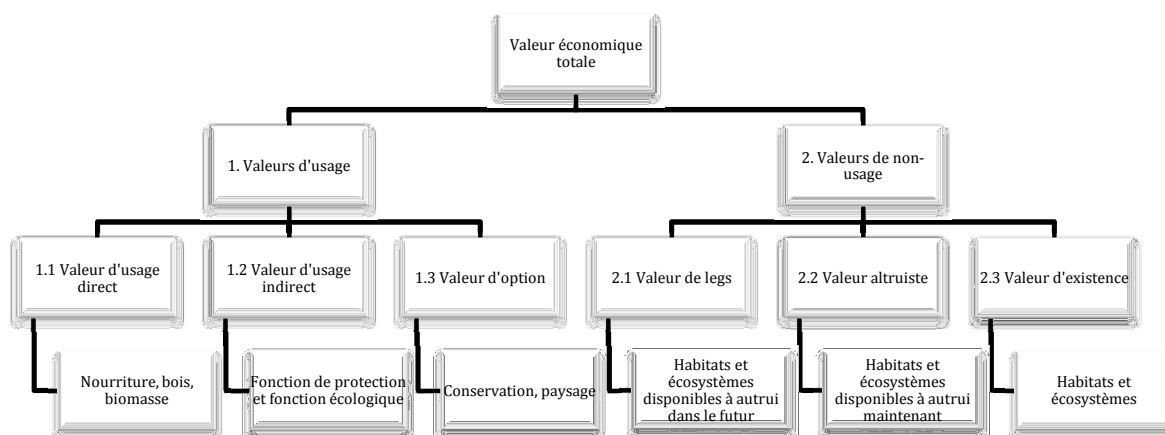 Valeur économique
totale
1. Valeurs d'usage
2. Valeurs de non-
usage
1.1 Valeur d'usage
direct
1.2 Valeur d'usage
indirect
1.3 Valeur d'option
2.1 Valeur de legs
2.2 Valeur altruiste
2.3 Valeur d'existence
Nourriture, bois,
biomasse
Fonction de protection
et fonction écologique
Conservation, paysage
Habitats et
écosystèmes
disponibles à autrui
dans le futur
Habitats et
écosystèmes
disponibles à autrui
maintenant
Habitats et
écosystèmes